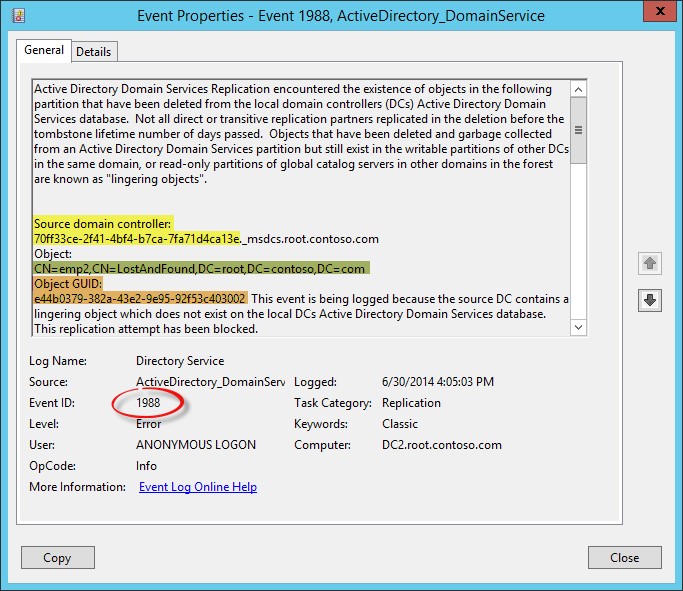 Event Properties - Event 1988, ActiveDirectory_DomainService
x
General
Details
Active Directory Domain Services Replication encountered the existence of objects in the following
partition that have been deleted from the local domain controllers (DCs) Active Directory Domain
Services database.  Not all direct or transitive replication partners replicated in the deletion before the
tombstone lifetime number of days passed.  Objects that have been deleted and garbage collected
from an Active Directory Domain Services partition but still exist in the writable partitions of other DCs
in the same domain, or read-only partitions of global catalog servers in other domains in the forest
are known as "lingering objects".
Source domain controller:
70ff33ce-2f41-4bf4-b7ca-7fa71d4ca13e._msdcs.root.contoso.com
Object:
CN=emp2,CN=LostAndFound,DC=root,DC=contoso,DC=com
Object GUID:
e44b0379-382a-43e2-9e95-92f53c403002  This event is being logged because the source DC contains a
lingering object which does not exist on the local DCs Active Directory Domain Services database.
This replication attempt has been blocked.
Log Name: Directory Service
Source: ActiveDirectory_DomainServ Logged: 6/30/2014 4:05:03 PM
Event ID: 1988 Task Category: Replication
Level: Error Keywords: Classic
User: ANONYMOUS LOGON Computer: DC2.root.contoso.com
OpCode: Info
More Information: Event Log Online Help
Copy
Close